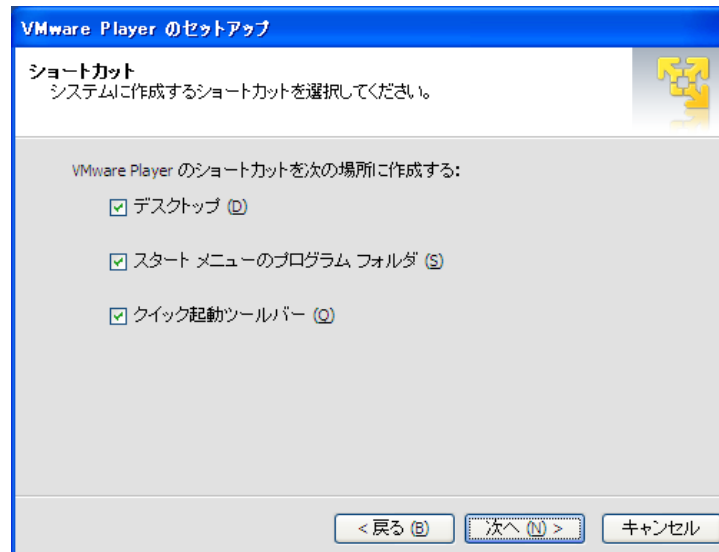 VMware Player のセットアップ
ショートカット
システムに作成するショートカットを選択してください。
VMware Player のショートカットを次の場所に作成する:
デスクトップ (D)
スタート メニューのプログラム フォルダ (S)
クイック起動ツールバー (Q)
< 戻る (B)
次へ (N) >
キャンセル